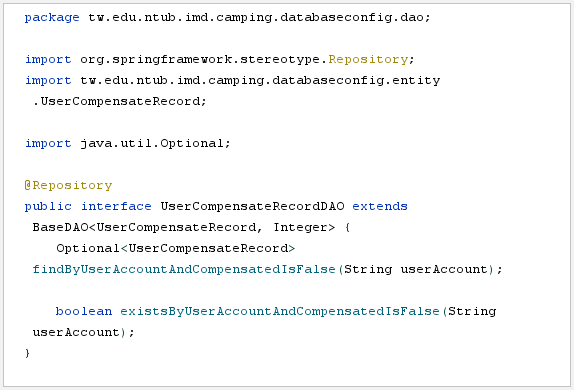 package tw.edu.ntub.imd.camping.databaseconfig.dao;
import org.springframework.stereotype.Repository;
import tw.edu.ntub.imd.camping.databaseconfig.entity
.UserCompensateRecord;
import java.util.Optional;
@Repository
public interface UserCompensateRecordDAO extends
BaseDAO<UserCompensateRecord, Integer> {
Optional<UserCompensateRecord>
findByUserAccountAndCompensatedIsFalse(String userAccount);
boolean existsByUserAccountAndCompensatedIsFalse(String
userAccount);
}